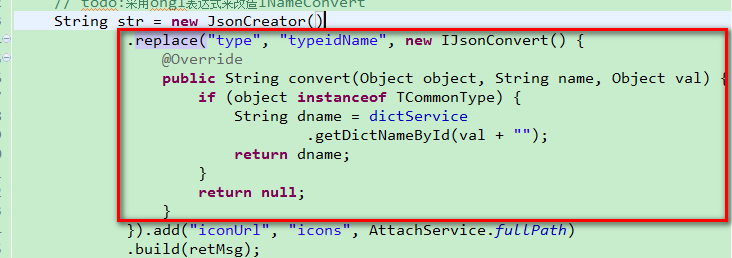 // todo:采用ongl表达式来改造INameConvert
String str = new JsonCreator()
.replace("type", "typeidName", new IJsonConvert() {
@Override
public String convert(Object object, String name, Object val) {
if (object instanceof TCommonType) {
String dname = dictService
.getDictNameById(val + "");
return dname;
}
return null;
}
}).add("iconUrl", "icons", AttachService.fullPath)
.build(retMsg);